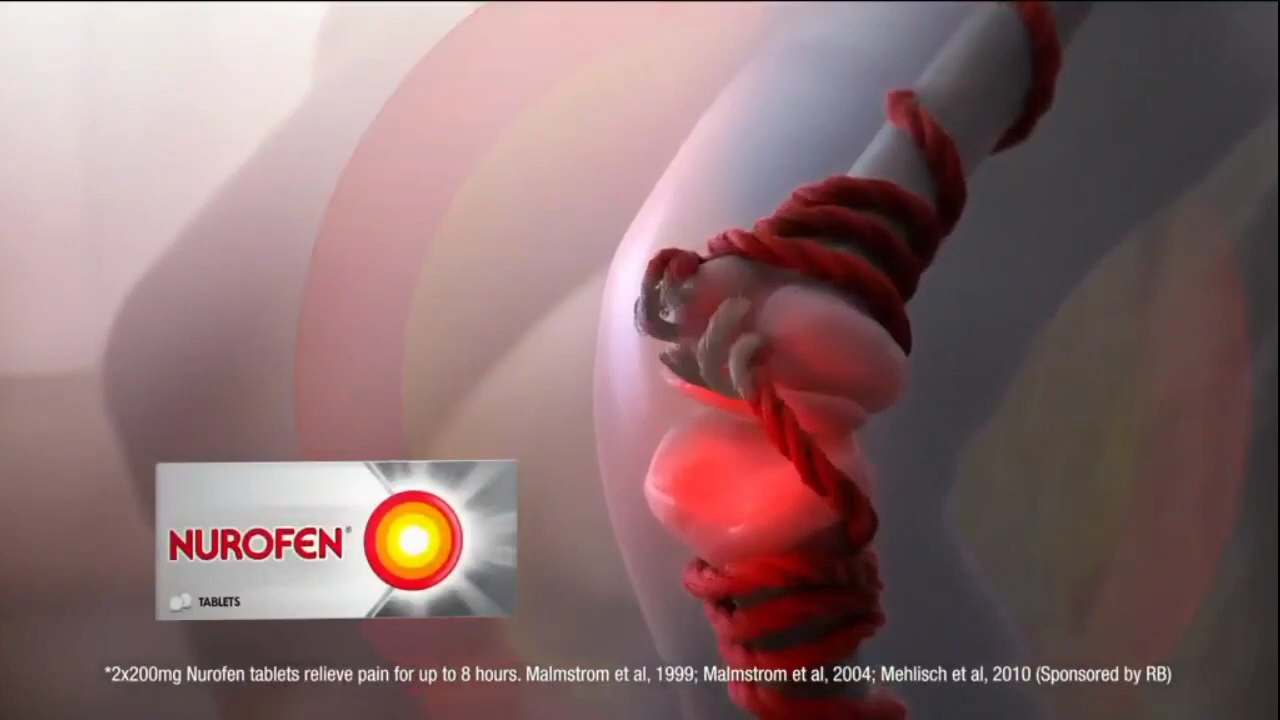 NUROFEN®
TABLETS
*2x200mg Nurofen tablets relieve pain for up to 8 hours. Malmstrom et al, 1999; Malmstrom et al, 2004; Mehlisch et al, 2010 (Sponsored by RB)